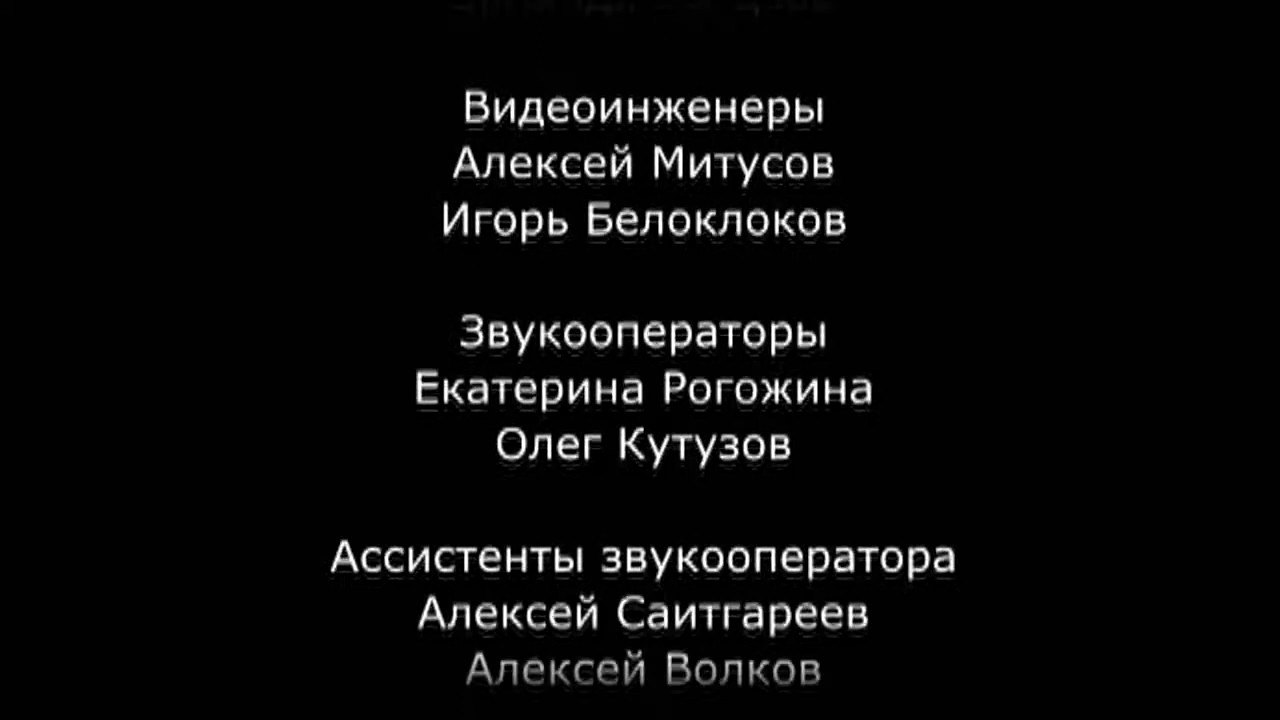 Видеоинженеры
Алексей Митусов
Игорь Белоклоков
Звукооператоры
Екатерина Рогожина
Олег Кутузов
Ассистенты звукооператора
Алексей Саитгареев
Алексей Волков